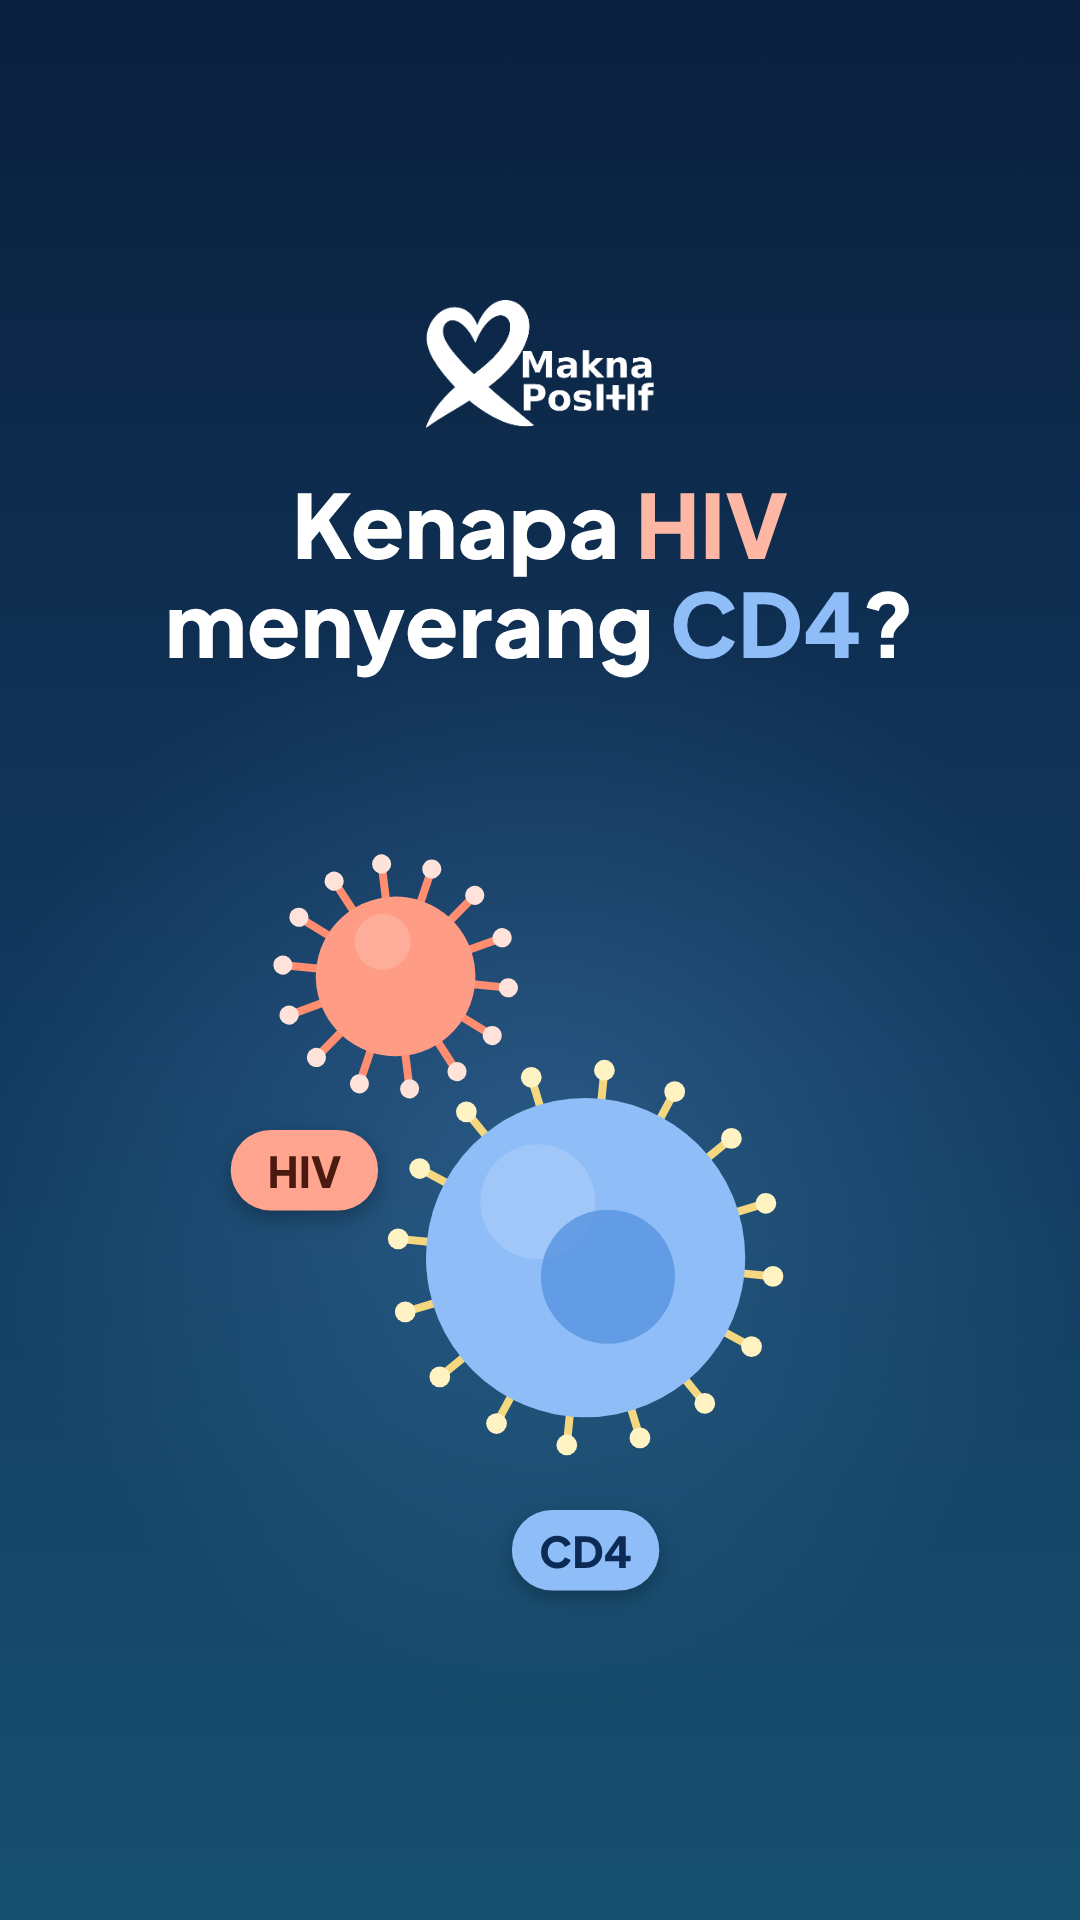 Makna
PosItIf
Kenapa HIV
menyerang CD4?
HIV
CD4